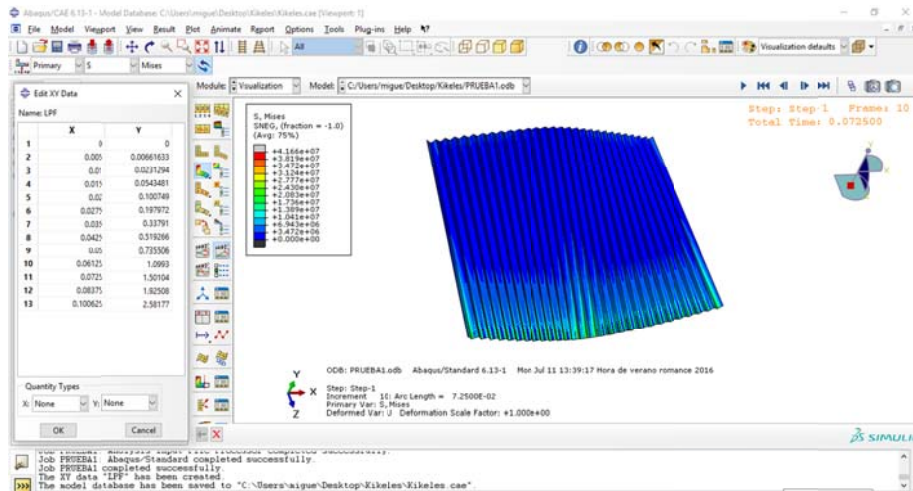 Abaqus/CAE 6.13-1 - Model Database: C:\Users\migue\Desktop\Kikeles\Kikeles.cae [Viewport: 1]
File Model Viewport View Result Plot Animate Report Options Tools Plug-ins Help
All
Visualization defaults
Primary S Mises
Module: Visualization Model: C:/Users/migue/Desktop/Kikeles/PRUEBA1.odb
Edit XY Data
Name: LPF
X Y
1 0 0
2 0.005 0.00661633
3 0.01 0.0231294
4 0.015 0.0543481
5 0.02 0.100749
6 0.0275 0.197972
7 0.035 0.33791
8 0.0425 0.519266
9 0.05 0.735506
10 0.06125 1.0993
11 0.0725 1.50104
12 0.08375 1.92508
13 0.100625 2.58177
Quantity Types
X: None Y: None
OK Cancel
S, Mises
SNEG, (fraction = -1.0)
(Avg: 75%)
+4.166e+07
+3.819e+07
+3.472e+07
+3.124e+07
+2.777e+07
+2.430e+07
+2.083e+07
+1.736e+07
+1.389e+07
+1.041e+07
+6.943e+06
+3.472e+06
+0.000e+00
Step: Step-1 Frame: 10
Total Time: 0.072500
Y
X
Z
ODB: PRUEBA1.odb Abaqus/Standard 6.13-1 Mon Jul 11 13:39:17 Hora de verano romance 2016
Step: Step-1
Increment 10: Arc Length = 7.2500E-02
Primary Var: S, Mises
Deformed Var: U Deformation Scale Factor: +1.000e+00
SIMULIA
Job PRUEBA1: Abaqus/Standard completed successfully.
Job PRUEBA1 completed successfully.
The XY data "LPF" has been created.
The model database has been saved to "C:\Users\migue\Desktop\Kikeles\Kikeles.cae".